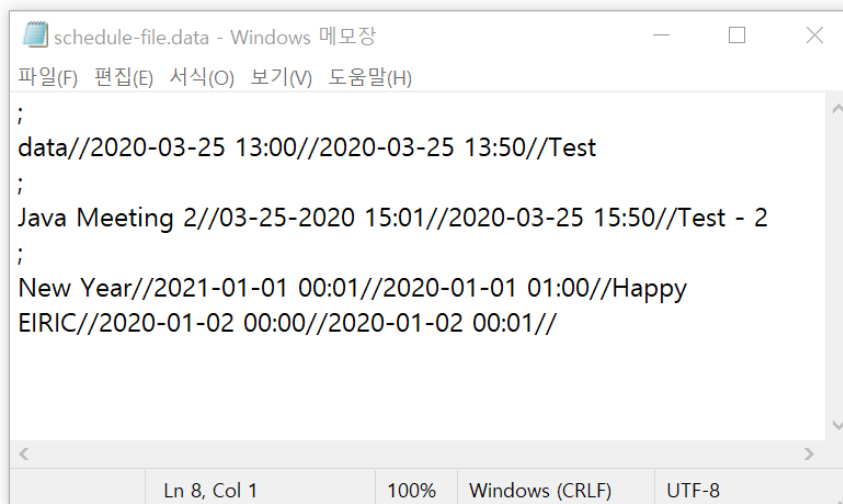 schedule-file.data - Windows 메모장
파일(F) 편집(E) 서식(O) 보기(V) 도움말(H)
;
data//2020-03-25 13:00//2020-03-25 13:50//Test
;
Java Meeting 2//03-25-2020 15:01//2020-03-25 15:50//Test - 2
;
New Year//2021-01-01 00:01//2020-01-01 01:00//Happy
EIRIC//2020-01-02 00:00//2020-01-02 00:01//
Ln 8, Col 1 100% Windows (CRLF) UTF-8